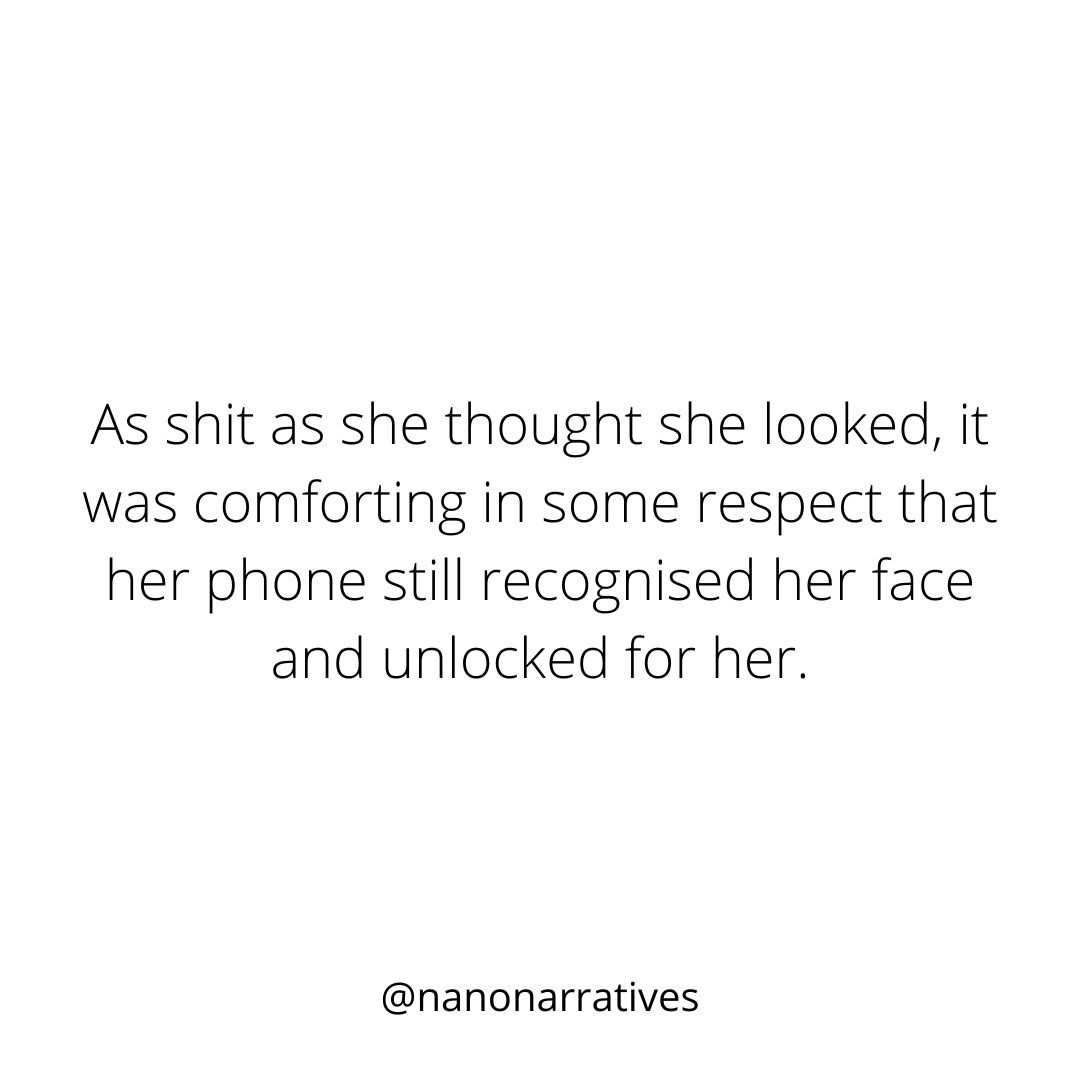 As shit as she thought she looked, it
was comforting in some respect that
her phone still recognised her face
and unlocked for her.
@nanonarratives